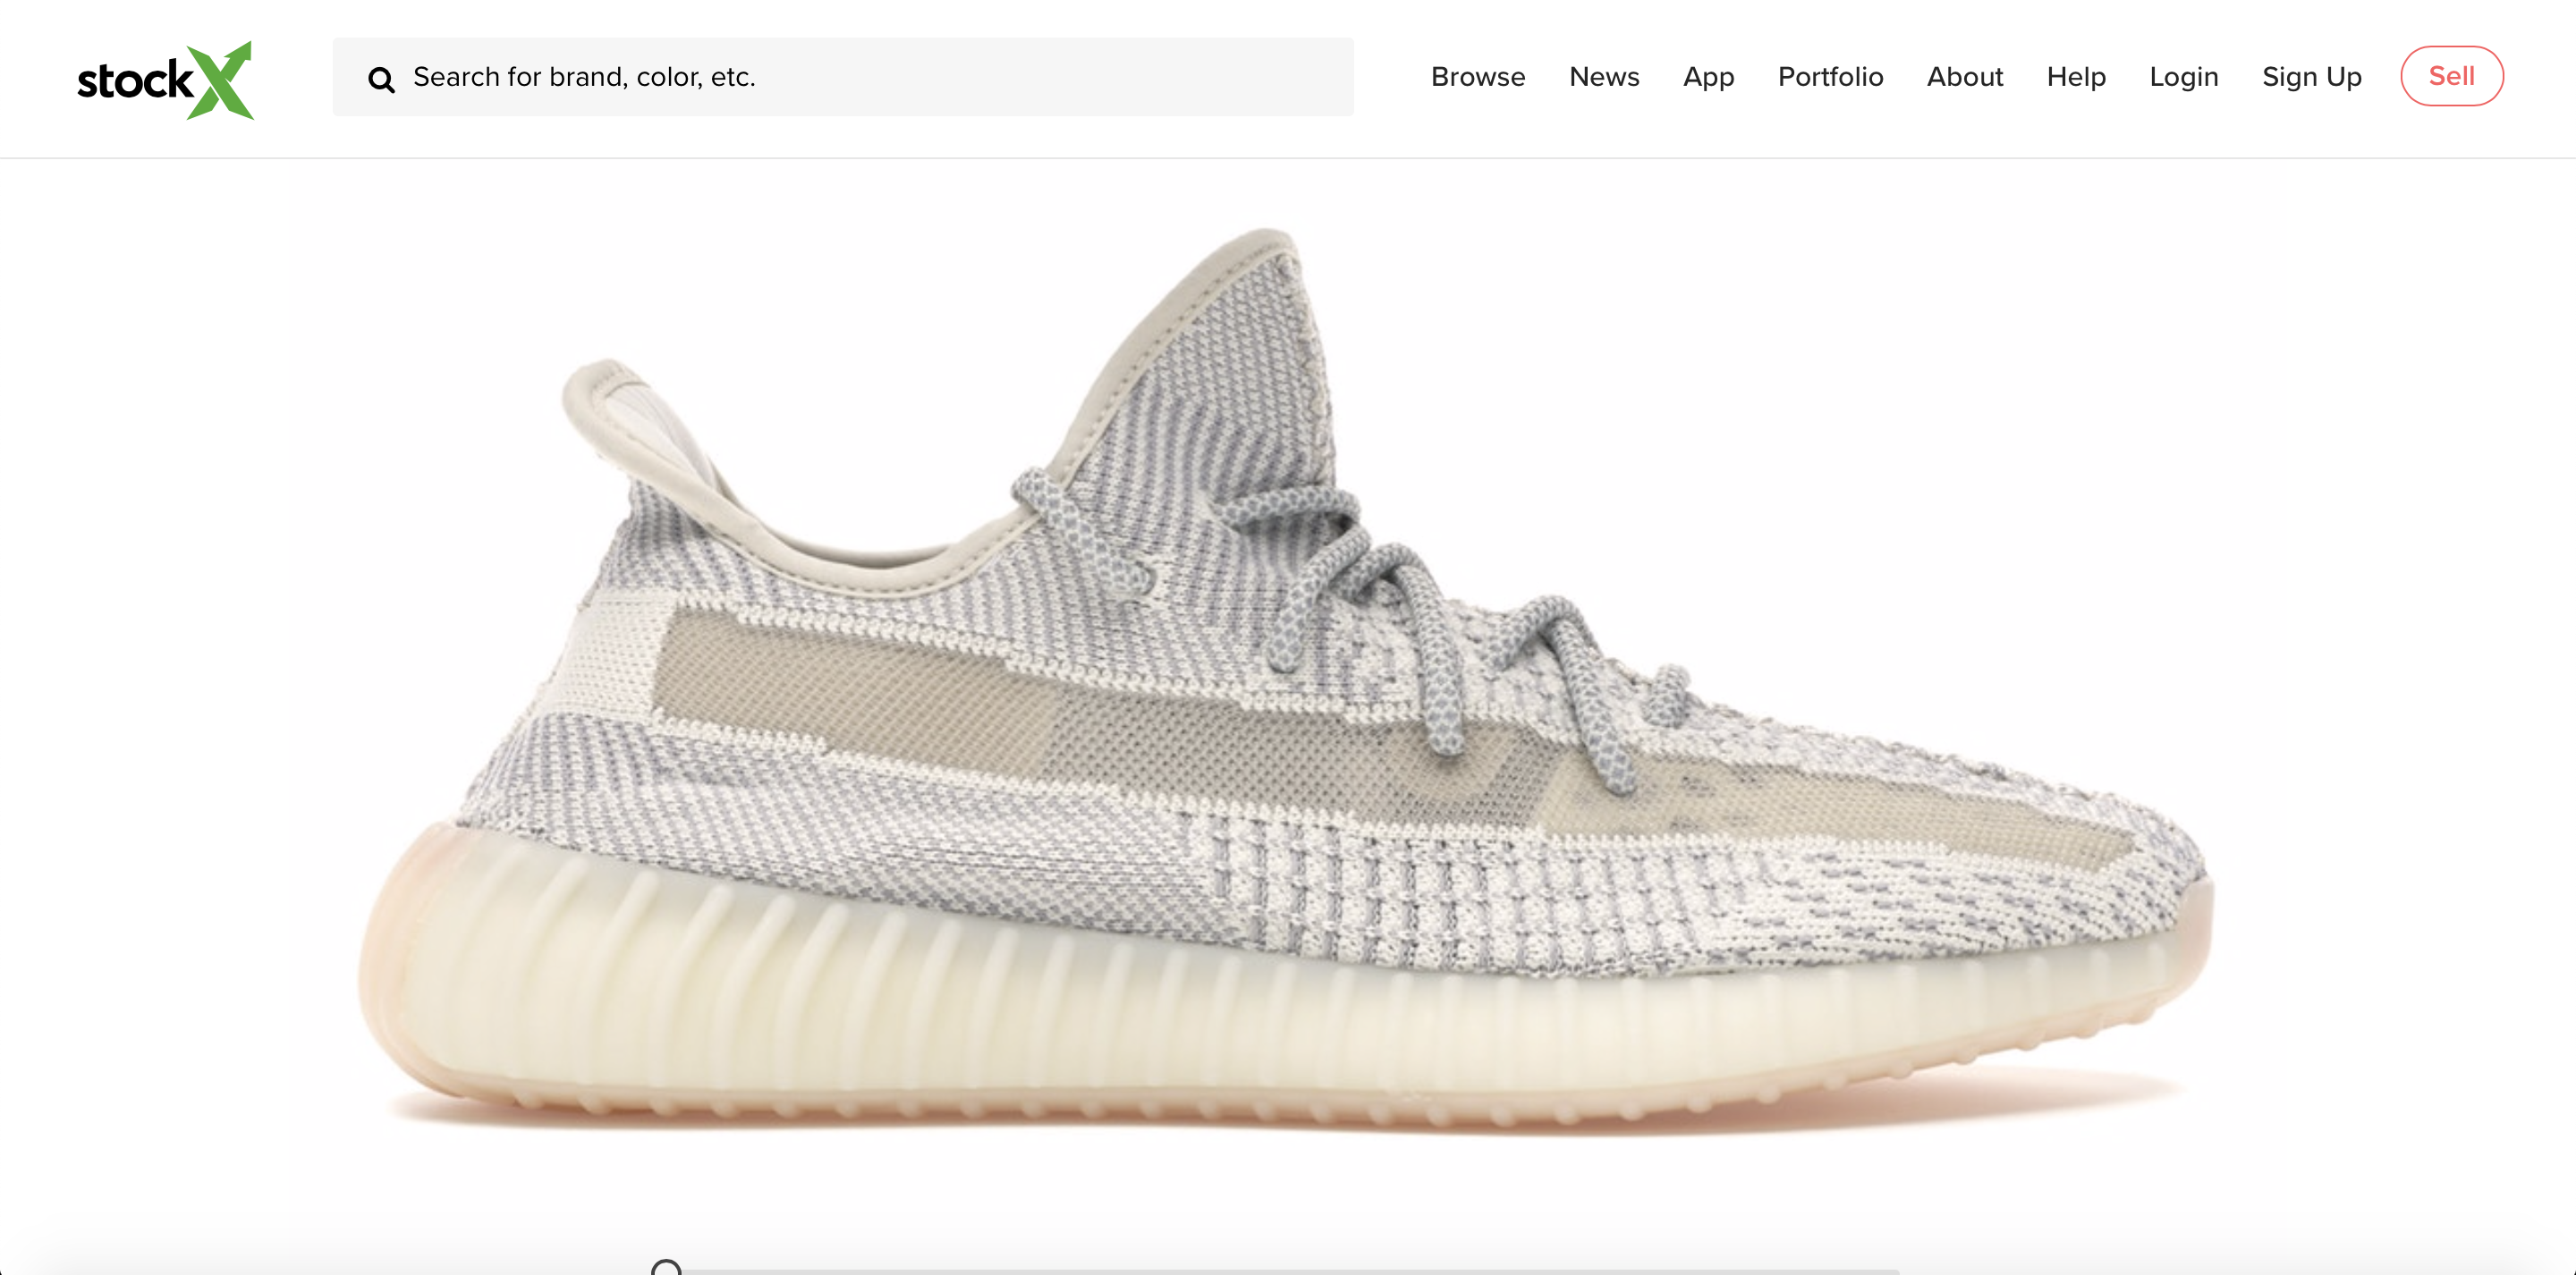 stockX
Search for brand, color, etc.
Browse News App Portfolio About Help Login Sign Up Sell